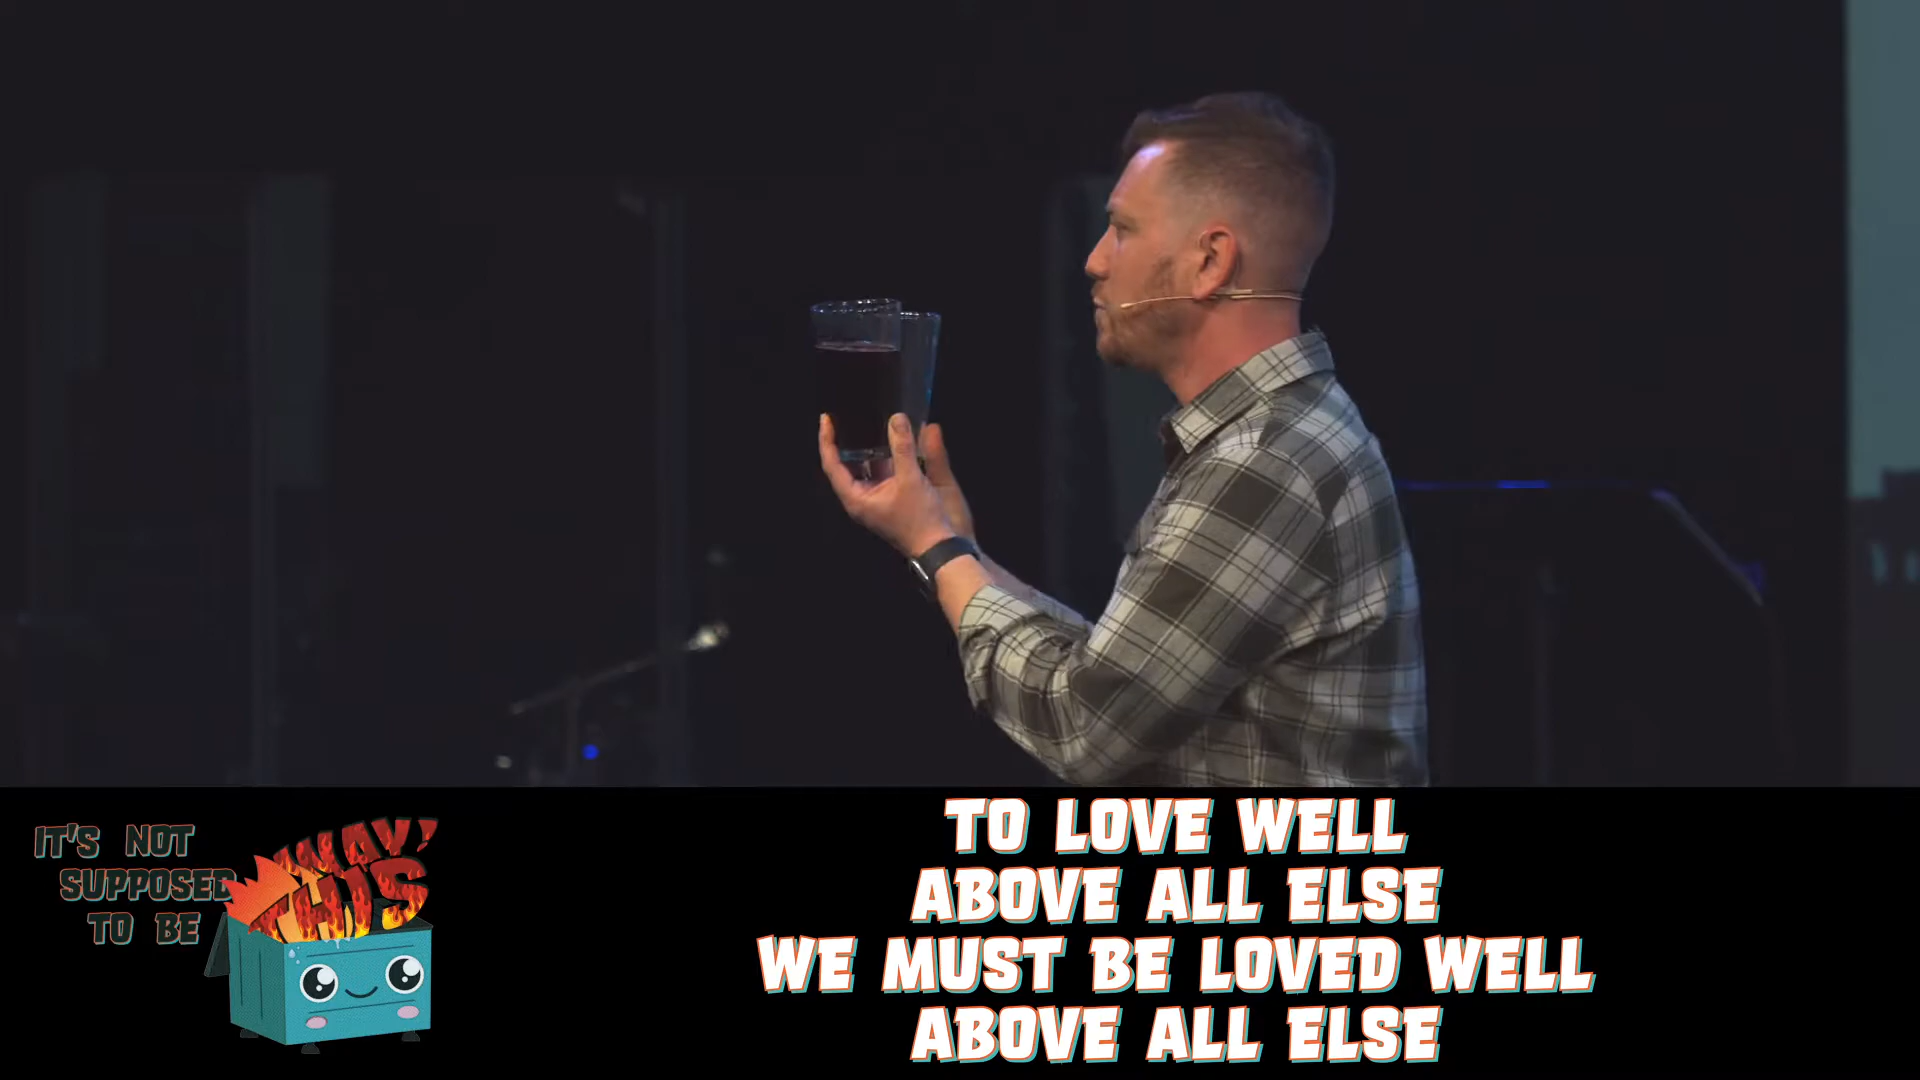 IT'S NOT
SUPPOSED
TO BE
THIS
WAY!
TO LOVE WELL
ABOVE ALL ELSE
WE MUST BE LOVED WELL
ABOVE ALL ELSE